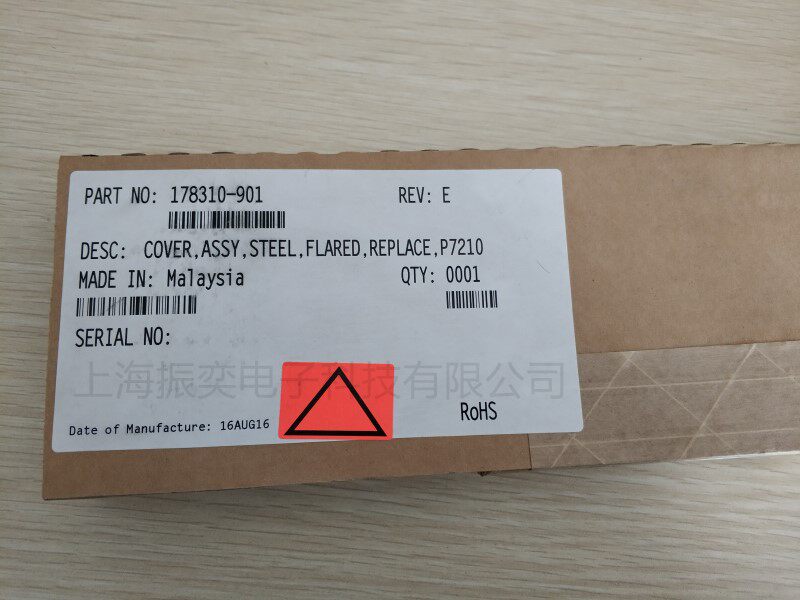 PART NO: 178310-901 REV: E
DESC: COVER,ASSY,STEEL,FLARED,REPLACE,P7210
MADE IN: Malaysia QTY: 0001
SERIAL NO:
上海振奕电子科技有限公司
RoHS
Date of Manufacture: 16AUG16